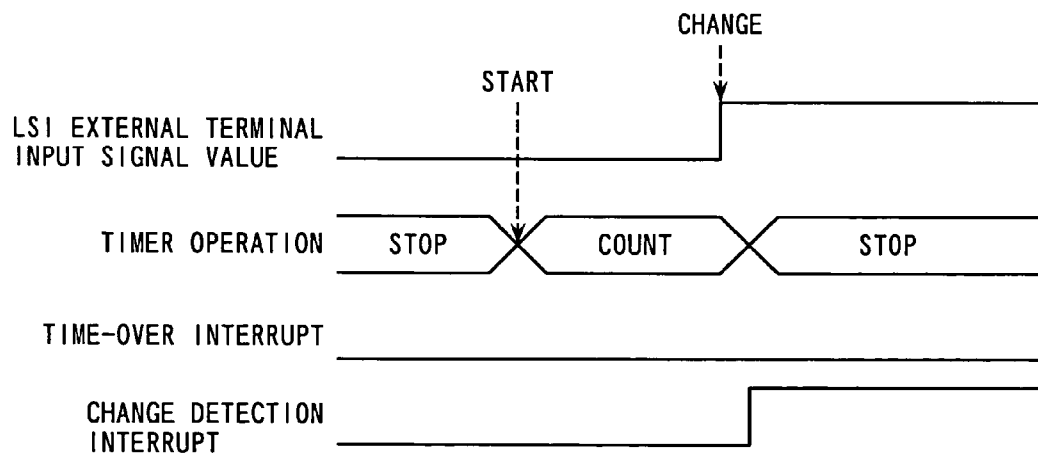 CHANGE
START
LSI EXTERNAL TERMINAL
INPUT SIGNAL VALUE
TIMER OPERATION STOP COUNT STOP
TIME-OVER INTERRUPT
CHANGE DETECTION
INTERRUPT